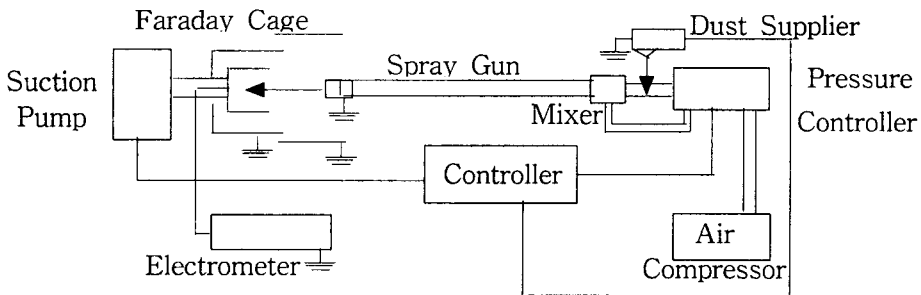 Faraday Cage
Dust Supplier
Suction
Pump
Spray Gun
Pressure
Controller
Mixer
Controller
Air
Compressor
Electrometer